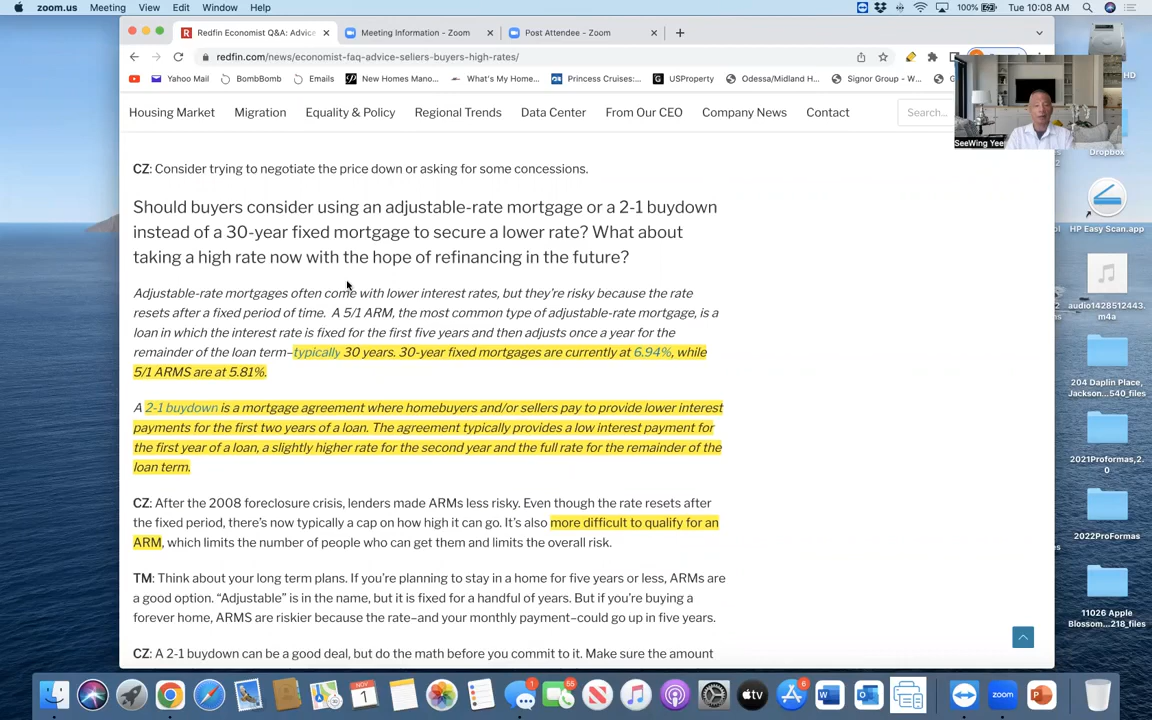 zoom.us Meeting View Edit Window Help 100% Tue 10:08 AM
Redfin Economist Q&A: Advice Meeting Information - Zoom Post Attendee - Zoom
redfin.com/news/economist-faq-advice-sellers-buyers-high-rates/
Yahoo Mail BombBomb Emails New Homes Mano... What's My Home... Princess Cruises:... USProperty Odessa/Midland H... Signor Group - W...
HD
Housing Market Migration Equality & Policy Regional Trends Data Center From Our CEO Company News Contact Search...
SeeWing Yee
Dropbox
CZ: Consider trying to negotiate the price down or asking for some concessions.
Should buyers consider using an adjustable-rate mortgage or a 2-1 buydown
instead of a 30-year fixed mortgage to secure a lower rate? What about
taking a high rate now with the hope of refinancing in the future?
Adjustable-rate mortgages often come with lower interest rates, but they're risky because the rate
resets after a fixed period of time. A 5/1 ARM, the most common type of adjustable-rate mortgage, is a
loan in which the interest rate is fixed for the first five years and then adjusts once a year for the
remainder of the loan term–typically 30 years. 30-year fixed mortgages are currently at 6.94%, while
5/1 ARMS are at 5.81%.
A 2-1 buydown is a mortgage agreement where homebuyers and/or sellers pay to provide lower interest
payments for the first two years of a loan. The agreement typically provides a low interest payment for
the first year of a loan, a slightly higher rate for the second year and the full rate for the remainder of the
loan term.
CZ: After the 2008 foreclosure crisis, lenders made ARMs less risky. Even though the rate resets after
the fixed period, there's now typically a cap on how high it can go. It's also more difficult to qualify for an
ARM, which limits the number of people who can get them and limits the overall risk.
TM: Think about your long term plans. If you're planning to stay in a home for five years or less, ARMs are
a good option. “Adjustable” is in the name, but it is fixed for a handful of years. But if you're buying a
forever home, ARMS are riskier because the rate–and your monthly payment–could go up in five years.
CZ: A 2-1 buydown can be a good deal, but do the math before you commit to it. Make sure the amount
HP Easy Scan.app
audio1428512443.
m4a
204 Daplin Place,
Jackson...540_files
2021Proformas,2.
0
2022ProFormas
11026 Apple
Blossom...218_files
NOV
1
1
56
6
tv